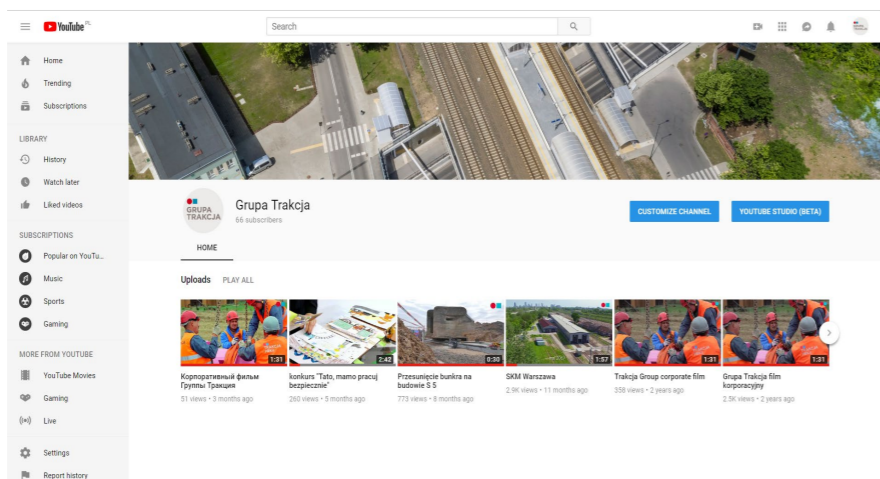 YouTube PL
Search
Home
Trending
Subscriptions
LIBRARY
History
Watch later
Liked videos
SUBSCRIPTIONS
Popular on YouTu...
Music
Sports
Gaming
MORE FROM YOUTUBE
YouTube Movies
Gaming
Live
Settings
Report history
GRUPA
TRAKCJA
Grupa Trakcja
66 subscribers
CUSTOMIZE CHANNEL
YOUTUBE STUDIO (BETA)
HOME
Uploads PLAY ALL
1:31
Корпоративный фильм
Группы Тракция
51 views • 3 months ago
2:42
konkurs "Tato, mamo pracuj
bezpiecznie"
260 views • 5 months ago
0:30
Przesunięcie bunkra na
budowie S 5
773 views • 8 months ago
1:57
SKM Warszawa
2.9K views • 11 months ago
1:31
Trakcja Group corporate film
358 views • 2 years ago
1:31
Grupa Trakcja film
korporacyjny
2.5K views • 2 years ago